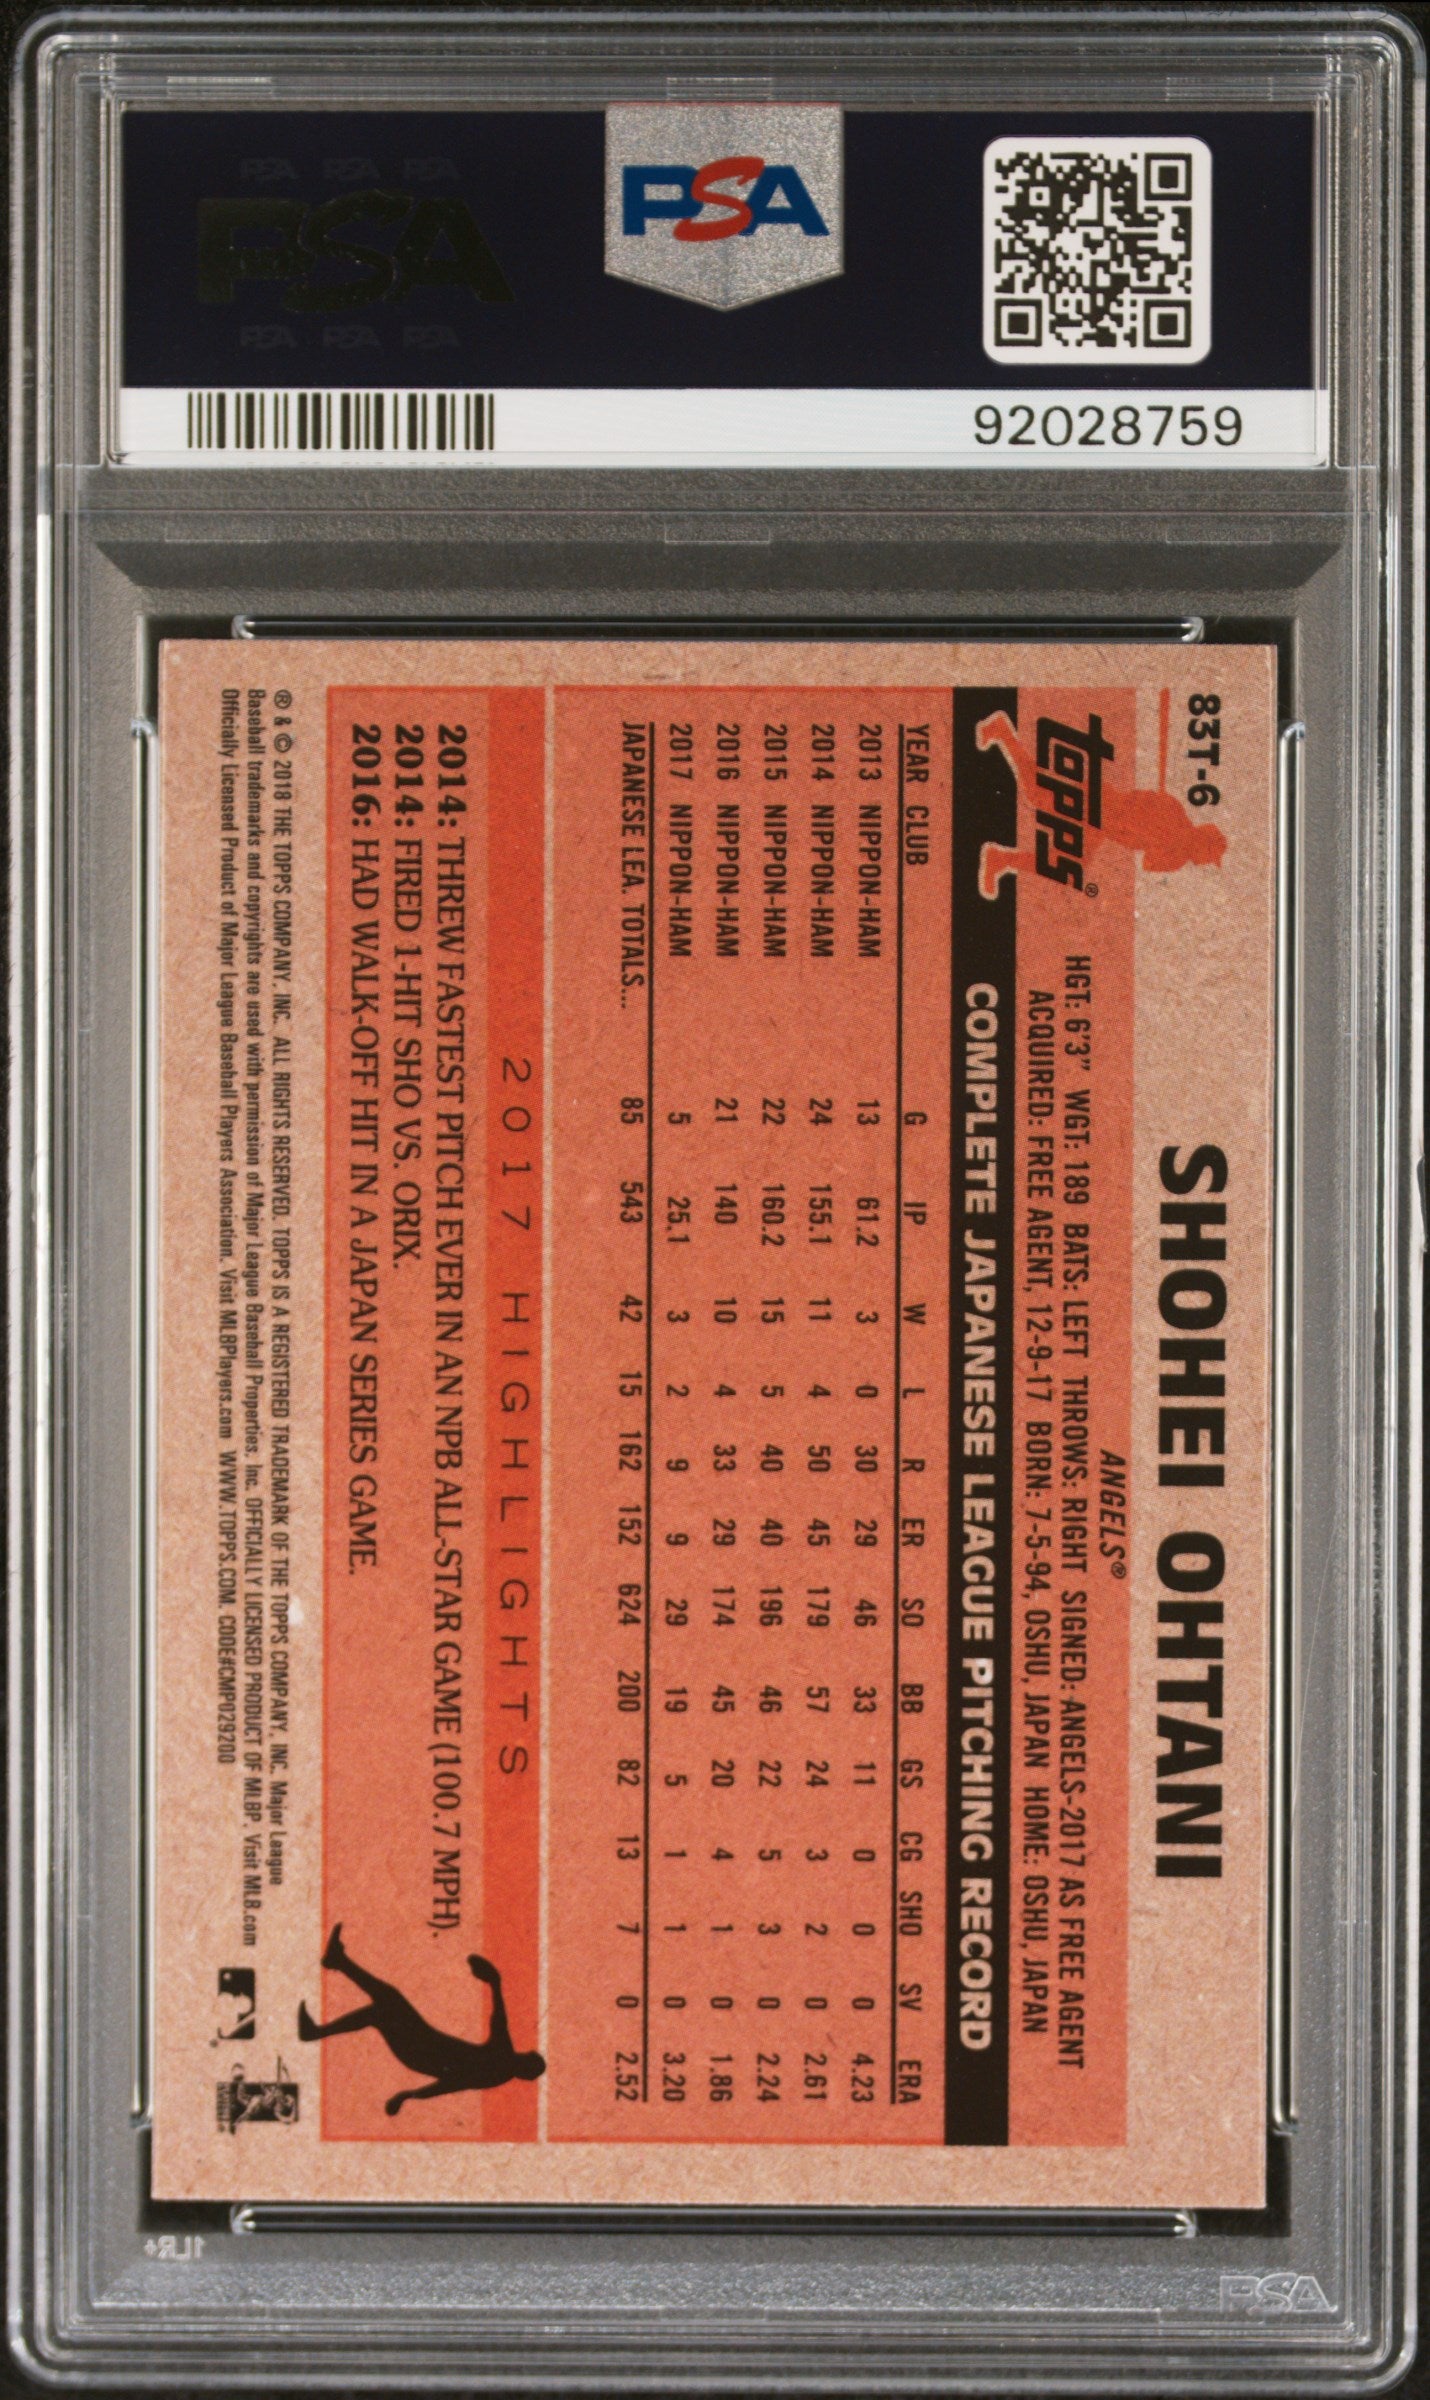 PSA PSA PSA
PSA
PSA PSA PSA
PSA
92028759
83T-6
SHOHEI OHTANI
ANGELS®
Topps®
HGT: 6'3" WGT: 189 BATS: LEFT THROWS: RIGHT SIGNED: ANGELS-2017 AS FREE AGENT
ACQUIRED: FREE AGENT, 12-9-17 BORN: 7-5-94, OSHU, JAPAN HOME: OSHU, JAPAN
COMPLETE JAPANESE LEAGUE PITCHING RECORD
YEAR CLUB G IP W L R ER SO BB GS CG SHO SV ERA
2013 NIPPON-HAM 13 61.2 3 0 30 29 46 33 11 0 0 0 4.23
2014 NIPPON-HAM 24 155.1 11 4 50 45 179 57 24 3 2 0 2.61
2015 NIPPON-HAM 22 160.2 15 5 40 40 196 46 22 5 3 0 2.24
2016 NIPPON-HAM 21 140 10 4 33 29 174 45 20 4 1 0 1.86
2017 NIPPON-HAM 5 25.1 3 2 9 9 29 19 5 1 1 0 3.20
JAPANESE LEA. TOTALS... 85 543 42 15 162 152 624 200 82 13 7 0 2.52
2017 HIGHLIGHTS
2014: THREW FASTEST PITCH EVER IN AN NPB ALL-STAR GAME (100.7 MPH).
2014: FIRED 1-HIT SHO VS. ORIX.
2016: HAD WALK-OFF HIT IN A JAPAN SERIES GAME.
® & © 2018 THE TOPPS COMPANY, INC. ALL RIGHTS RESERVED. TOPPS IS A REGISTERED TRADEMARK OF THE TOPPS COMPANY, INC. Major League
Baseball trademarks and copyrights are used with permission of Major League Baseball Properties, Inc. OFFICIALLY LICENSED PRODUCT OF MLBP. Visit MLB.com
Officially Licensed Product of Major League Baseball Players Association. Visit MLBPlayers.com WWW.TOPPS.COM. CODE#CMP029200
1LR+
PSA